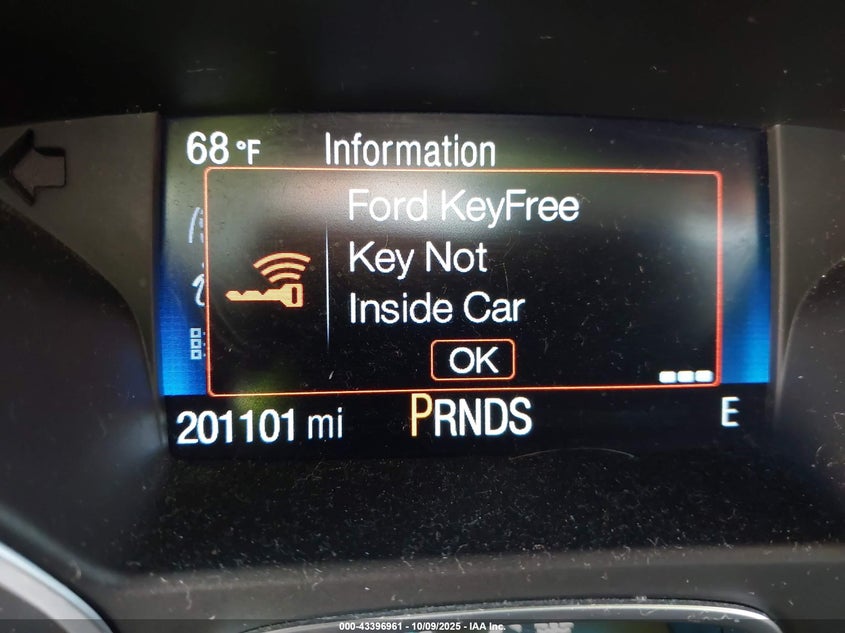 68 °F Information
Ford KeyFree
Key Not
Inside Car
OK
201101 mi PRNDS E
000-43396961 - 10/09/2025 - IAA Inc.